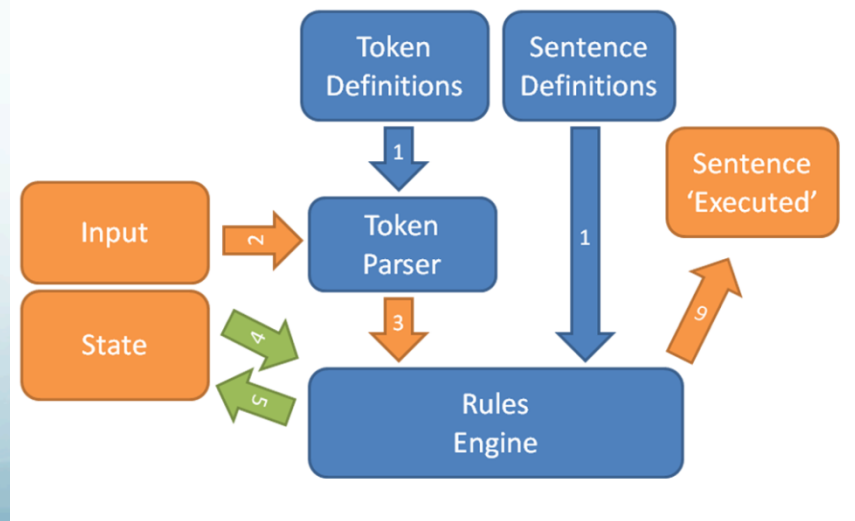 Token
Definitions
Sentence
Definitions
1
1
Sentence
‘Executed’
Input
2
Token
Parser
3
State
4
5
6
Rules
Engine